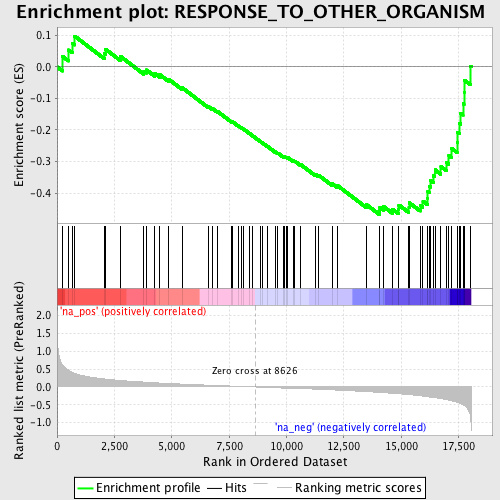 Enrichment plot: RESPONSE_TO_OTHER_ORGANISM
Enrichment score (ES)
0.1
0.0
-0.1
-0.2
-0.3
-0.4
'na_pos' (positively correlated)
Ranked list metric (PreRanked)
2.0
1.5
1.0
0.5
0.0
-0.5
-1.0
Zero cross at 8626
'na_neg' (negatively correlated)
0
2,500
5,000
7,500
10,000
12,500
15,000
17,500
Rank in Ordered Dataset
Enrichment profile
Hits
Ranking metric scores